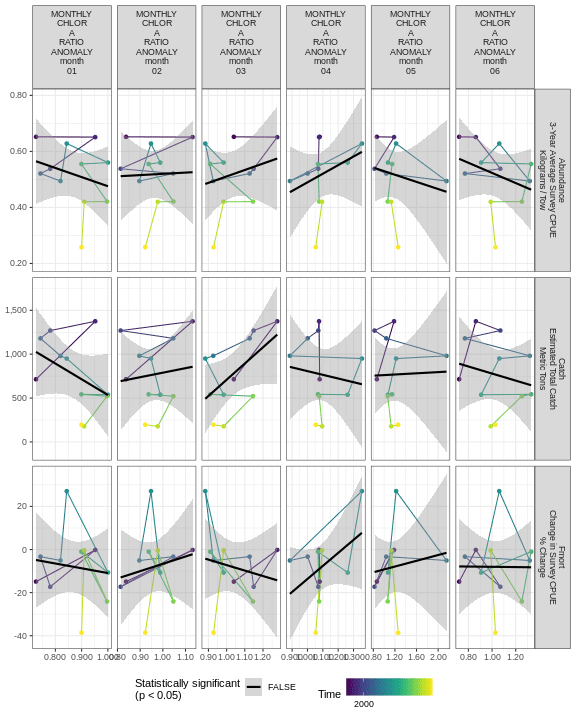 MONTHLY
CHLOR
A
RATIO
ANOMALY
month
01
MONTHLY
CHLOR
A
RATIO
ANOMALY
month
02
MONTHLY
CHLOR
A
RATIO
ANOMALY
month
03
MONTHLY
CHLOR
A
RATIO
ANOMALY
month
04
MONTHLY
CHLOR
A
RATIO
ANOMALY
month
05
MONTHLY
CHLOR
A
RATIO
ANOMALY
month
06
0.80
0.60
0.40
0.20
Abundance
3-Year Average Survey CPUE
Kilograms / Tow
1,500
1,000
500
0
Catch
Estimated Total Catch
Metric Tons
20
0
-20
-40
Fmort
Change in Survey CPUE
% Change
0.800 0.900 1.000
0.80 0.90 1.00 1.10
0.90 1.00 1.10 1.20
0.900 1.000 1.100 1.200 1.300
0.80 1.20 1.60 2.00
0.80 1.00 1.20
Statistically significant
(p < 0.05)
FALSE
Time
2000